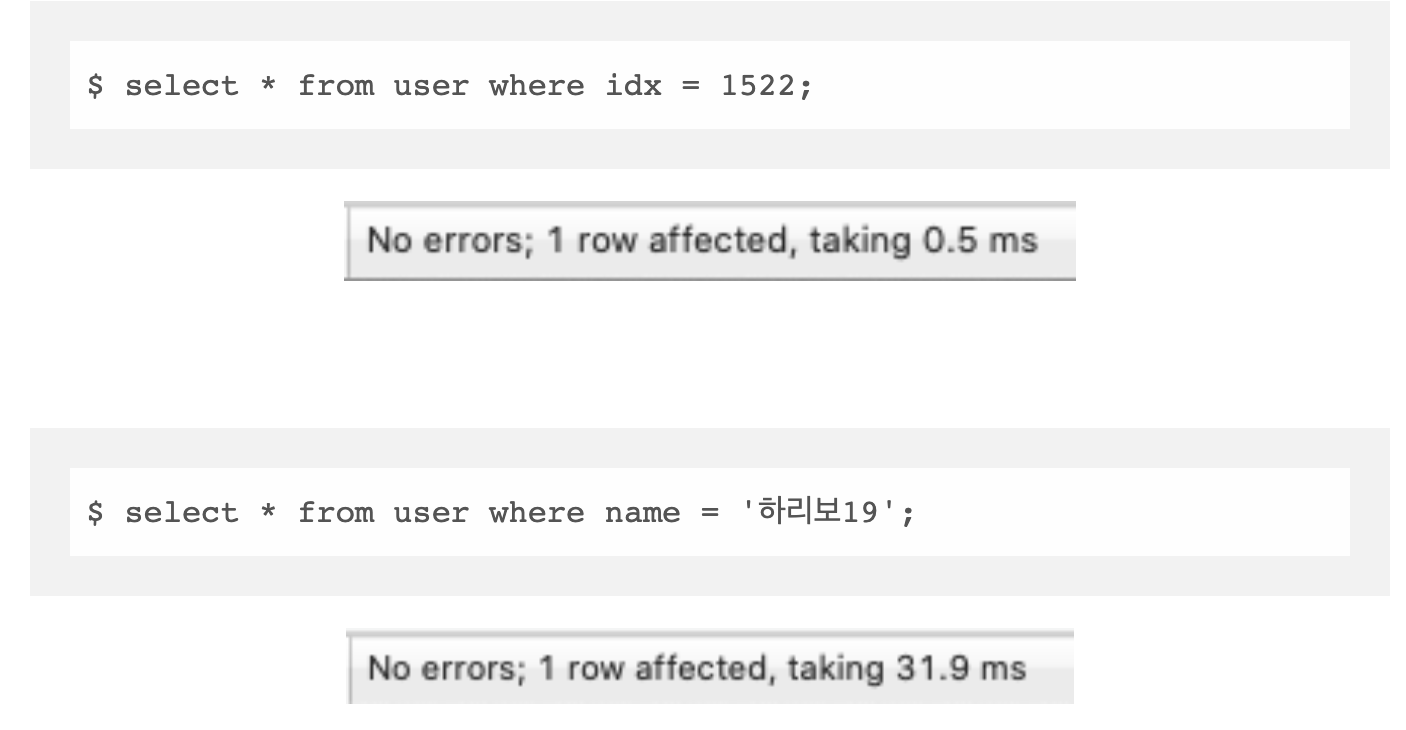 $ select * from user where idx = 1522;
No errors; 1 row affected, taking 0.5 ms
$ select * from user where name = '하리보19';
No errors; 1 row affected, taking 31.9 ms